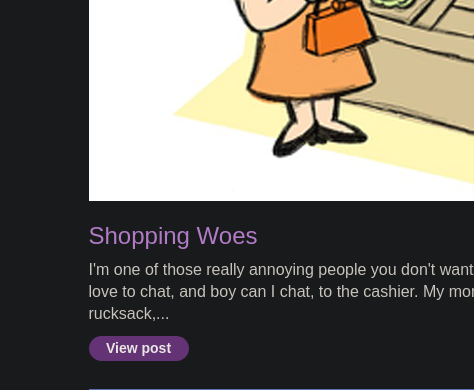 Shopping Woes
I'm one of those really annoying people you don't want
love to chat, and boy can I chat, to the cashier. My
rucksack,...
View post